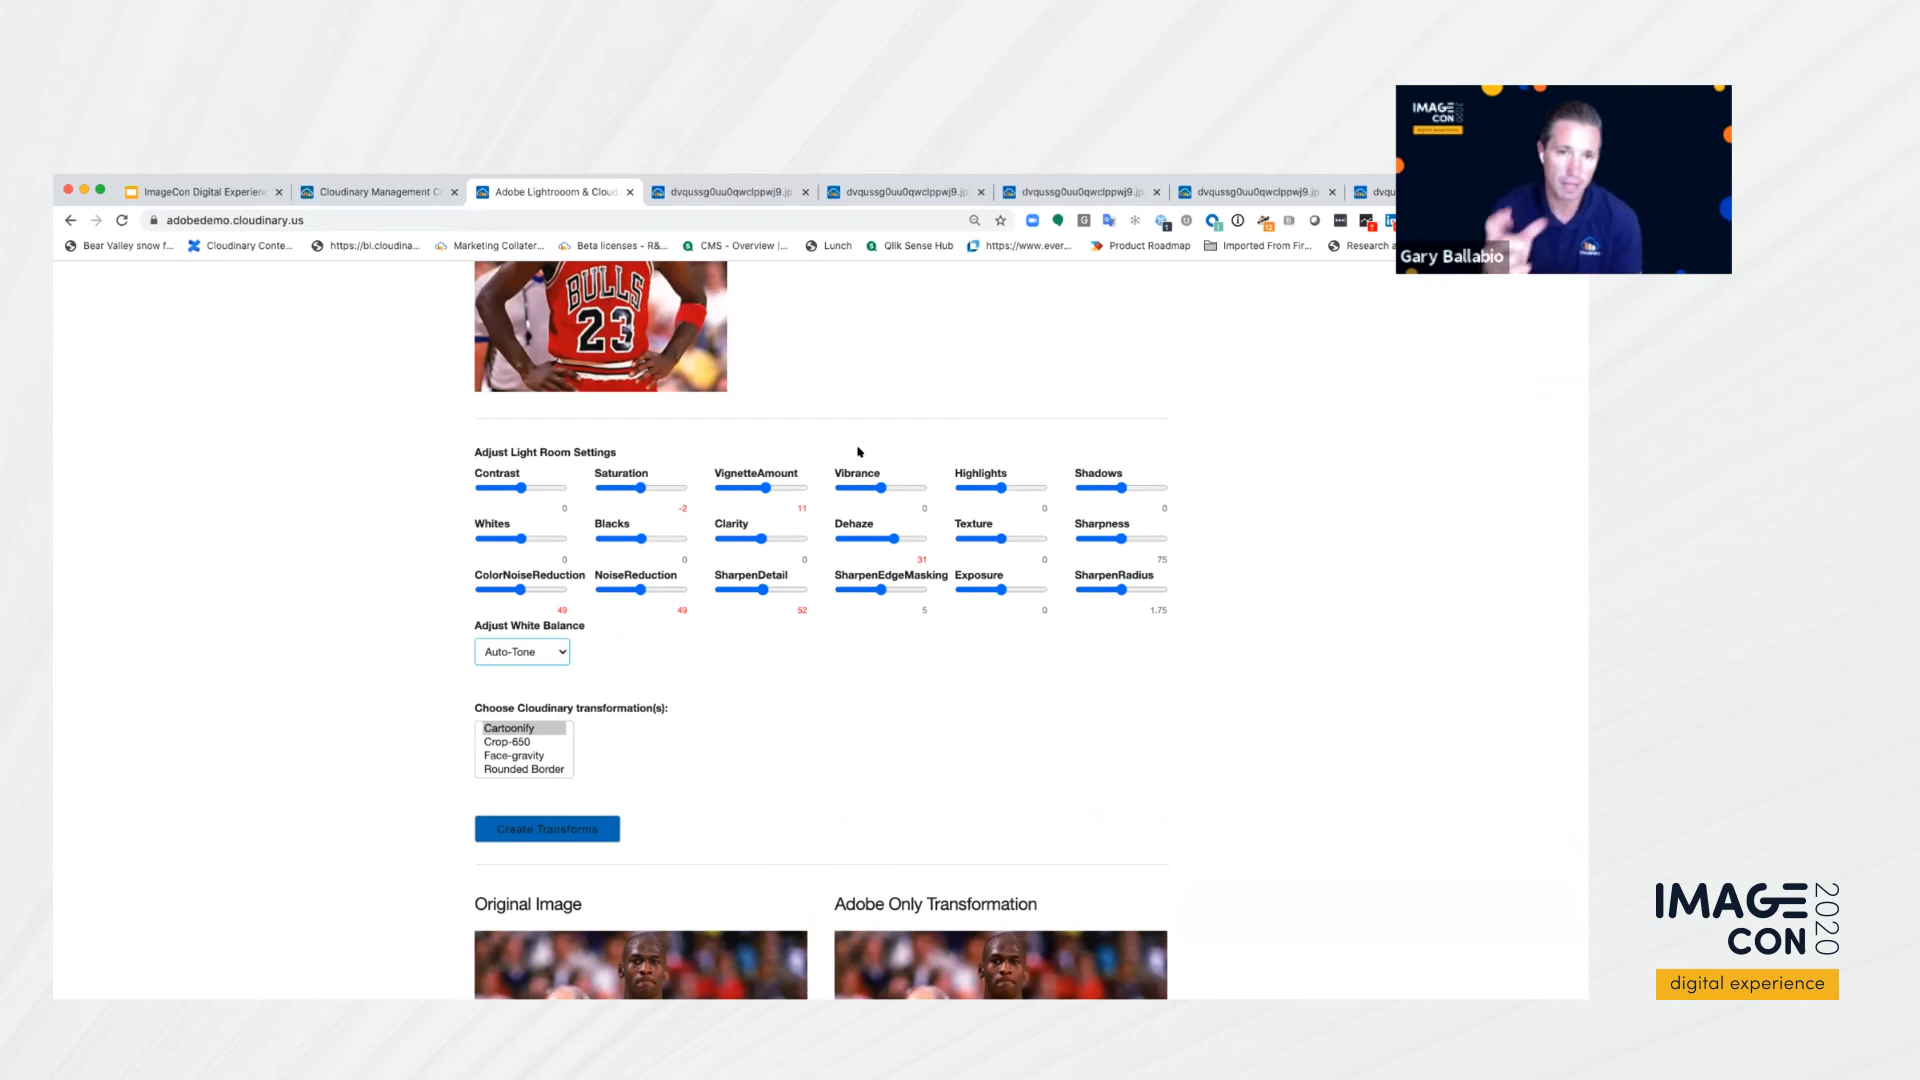 IMAGE
CON
2020
digital experience
Gary Ballabio
ImageCon Digital Experien
Cloudinary Management C
Adobe Lightrooom & Cloud
dvqussg0uu0qwclppwj9.jp
dvqussg0uu0qwclppwj9.jp
dvqussg0uu0qwclppwj9.jp
dvqussg0uu0qwclppwj9.jp
dvqu
adobedemo.cloudinary.us
Bear Valley snow f...
Cloudinary Conte...
https://bi.cloudina...
Marketing Collater...
Beta licenses - R&...
CMS - Overview |...
Lunch
Qlik Sense Hub
https://www.ever...
Product Roadmap
Imported From Fir...
Research a
BULLS
23
Adjust Light Room Settings
Contrast Saturation VignetteAmount Vibrance Highlights Shadows
0 -2 11 0 0 0
Whites Blacks Clarity Dehaze Texture Sharpness
0 0 0 31 0 75
ColorNoiseReduction NoiseReduction SharpenDetail SharpenEdgeMasking Exposure SharpenRadius
49 49 52 5 0 1.75
Adjust White Balance
Auto-Tone
Choose Cloudinary transformation(s):
Cartoonify
Crop-650
Face-gravity
Rounded Border
Create Transforms
Original Image
Adobe Only Transformation
IMAGE
CON
2020
digital experience